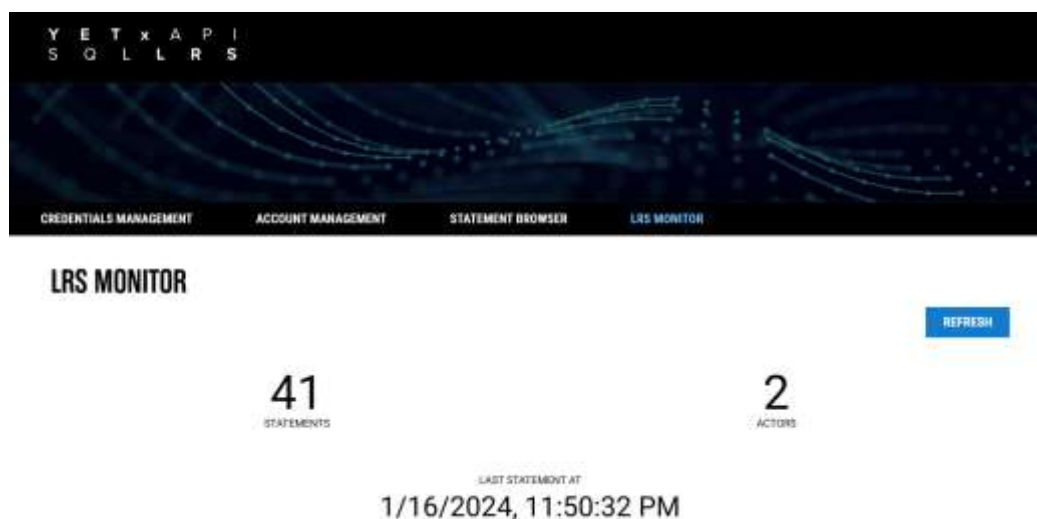 Y E T x A P I
S Q L L R S
CREDENTIALS MANAGEMENT ACCOUNT MANAGEMENT STATEMENT BROWSER LRS MONITOR
LRS MONITOR
REFRESH
41 2
STATEMENTS ACTORS
LAST STATEMENT AT
1/16/2024, 11:50:32 PM